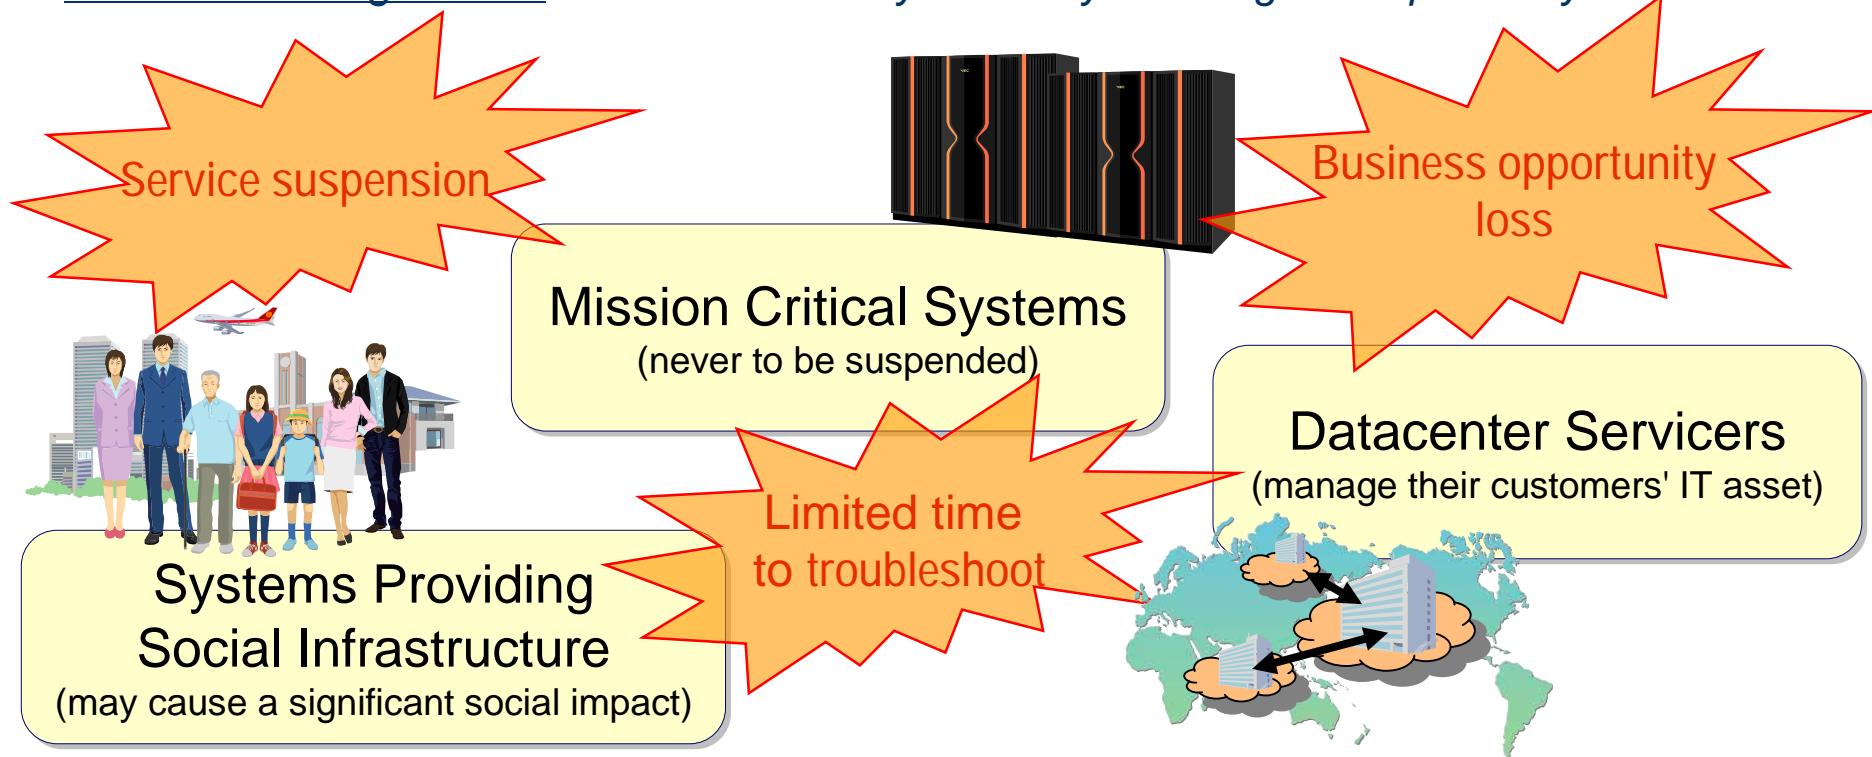 Service suspension
Business opportunity
loss
Mission Critical Systems
(never to be suspended)
Datacenter Servicers
(manage their customers' IT asset)
Limited time
to troubleshoot
Systems Providing
Social Infrastructure
(may cause a significant social impact)